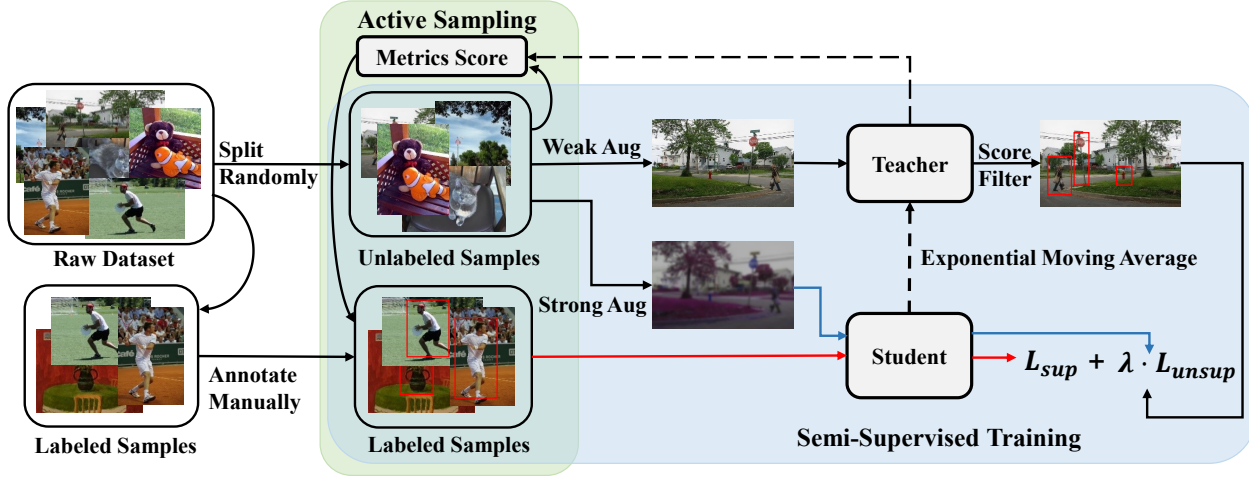 Active Sampling
Metrics Score
Split
Randomly
Weak Aug
Teacher
Score
Filter
Raw Dataset
Unlabeled Samples
Exponential Moving Average
Strong Aug
Student
L_sup + λ · L_unsup
Annotate
Manually
Labeled Samples
Labeled Samples
Semi-Supervised Training